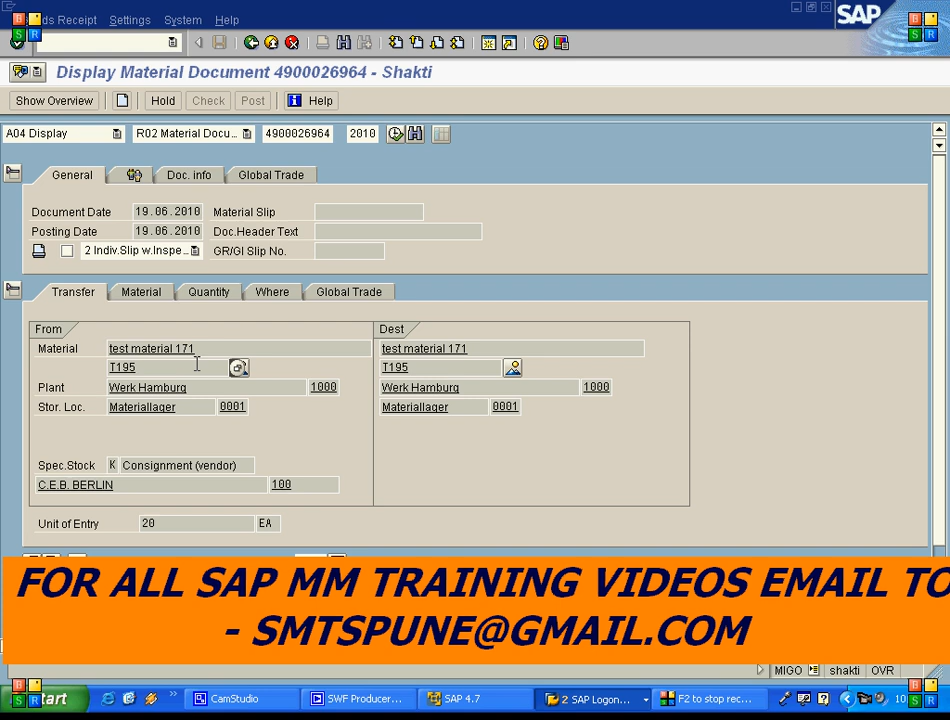 ds Receipt Settings System Help
SAP
Display Material Document 4900026964 - Shakti
Show Overview Hold Check Post Help
A04 Display R02 Material Docu... 4900026964 2010
General Doc. info Global Trade
Document Date 19.06.2010 Material Slip
Posting Date 19.06.2010 Doc.Header Text
2 Indiv.Slip w.Inspe... GR/GI Slip No.
Transfer Material Quantity Where Global Trade
From Dest
Material test material 171 test material 171
T195 T195
Plant Werk Hamburg 1000 Werk Hamburg 1000
Stor. Loc. Materiallager 0001 Materiallager 0001
Spec.Stock K Consignment (vendor)
C.E.B. BERLIN 100
Unit of Entry 20 EA
FOR ALL SAP MM TRAINING VIDEOS EMAIL TO
- SMTSPUNE@GMAIL.COM
MIGO shakti OVR
tart CamStudio SWF Producer... SAP 4.7 2 SAP Logon... F2 to stop rec... 10